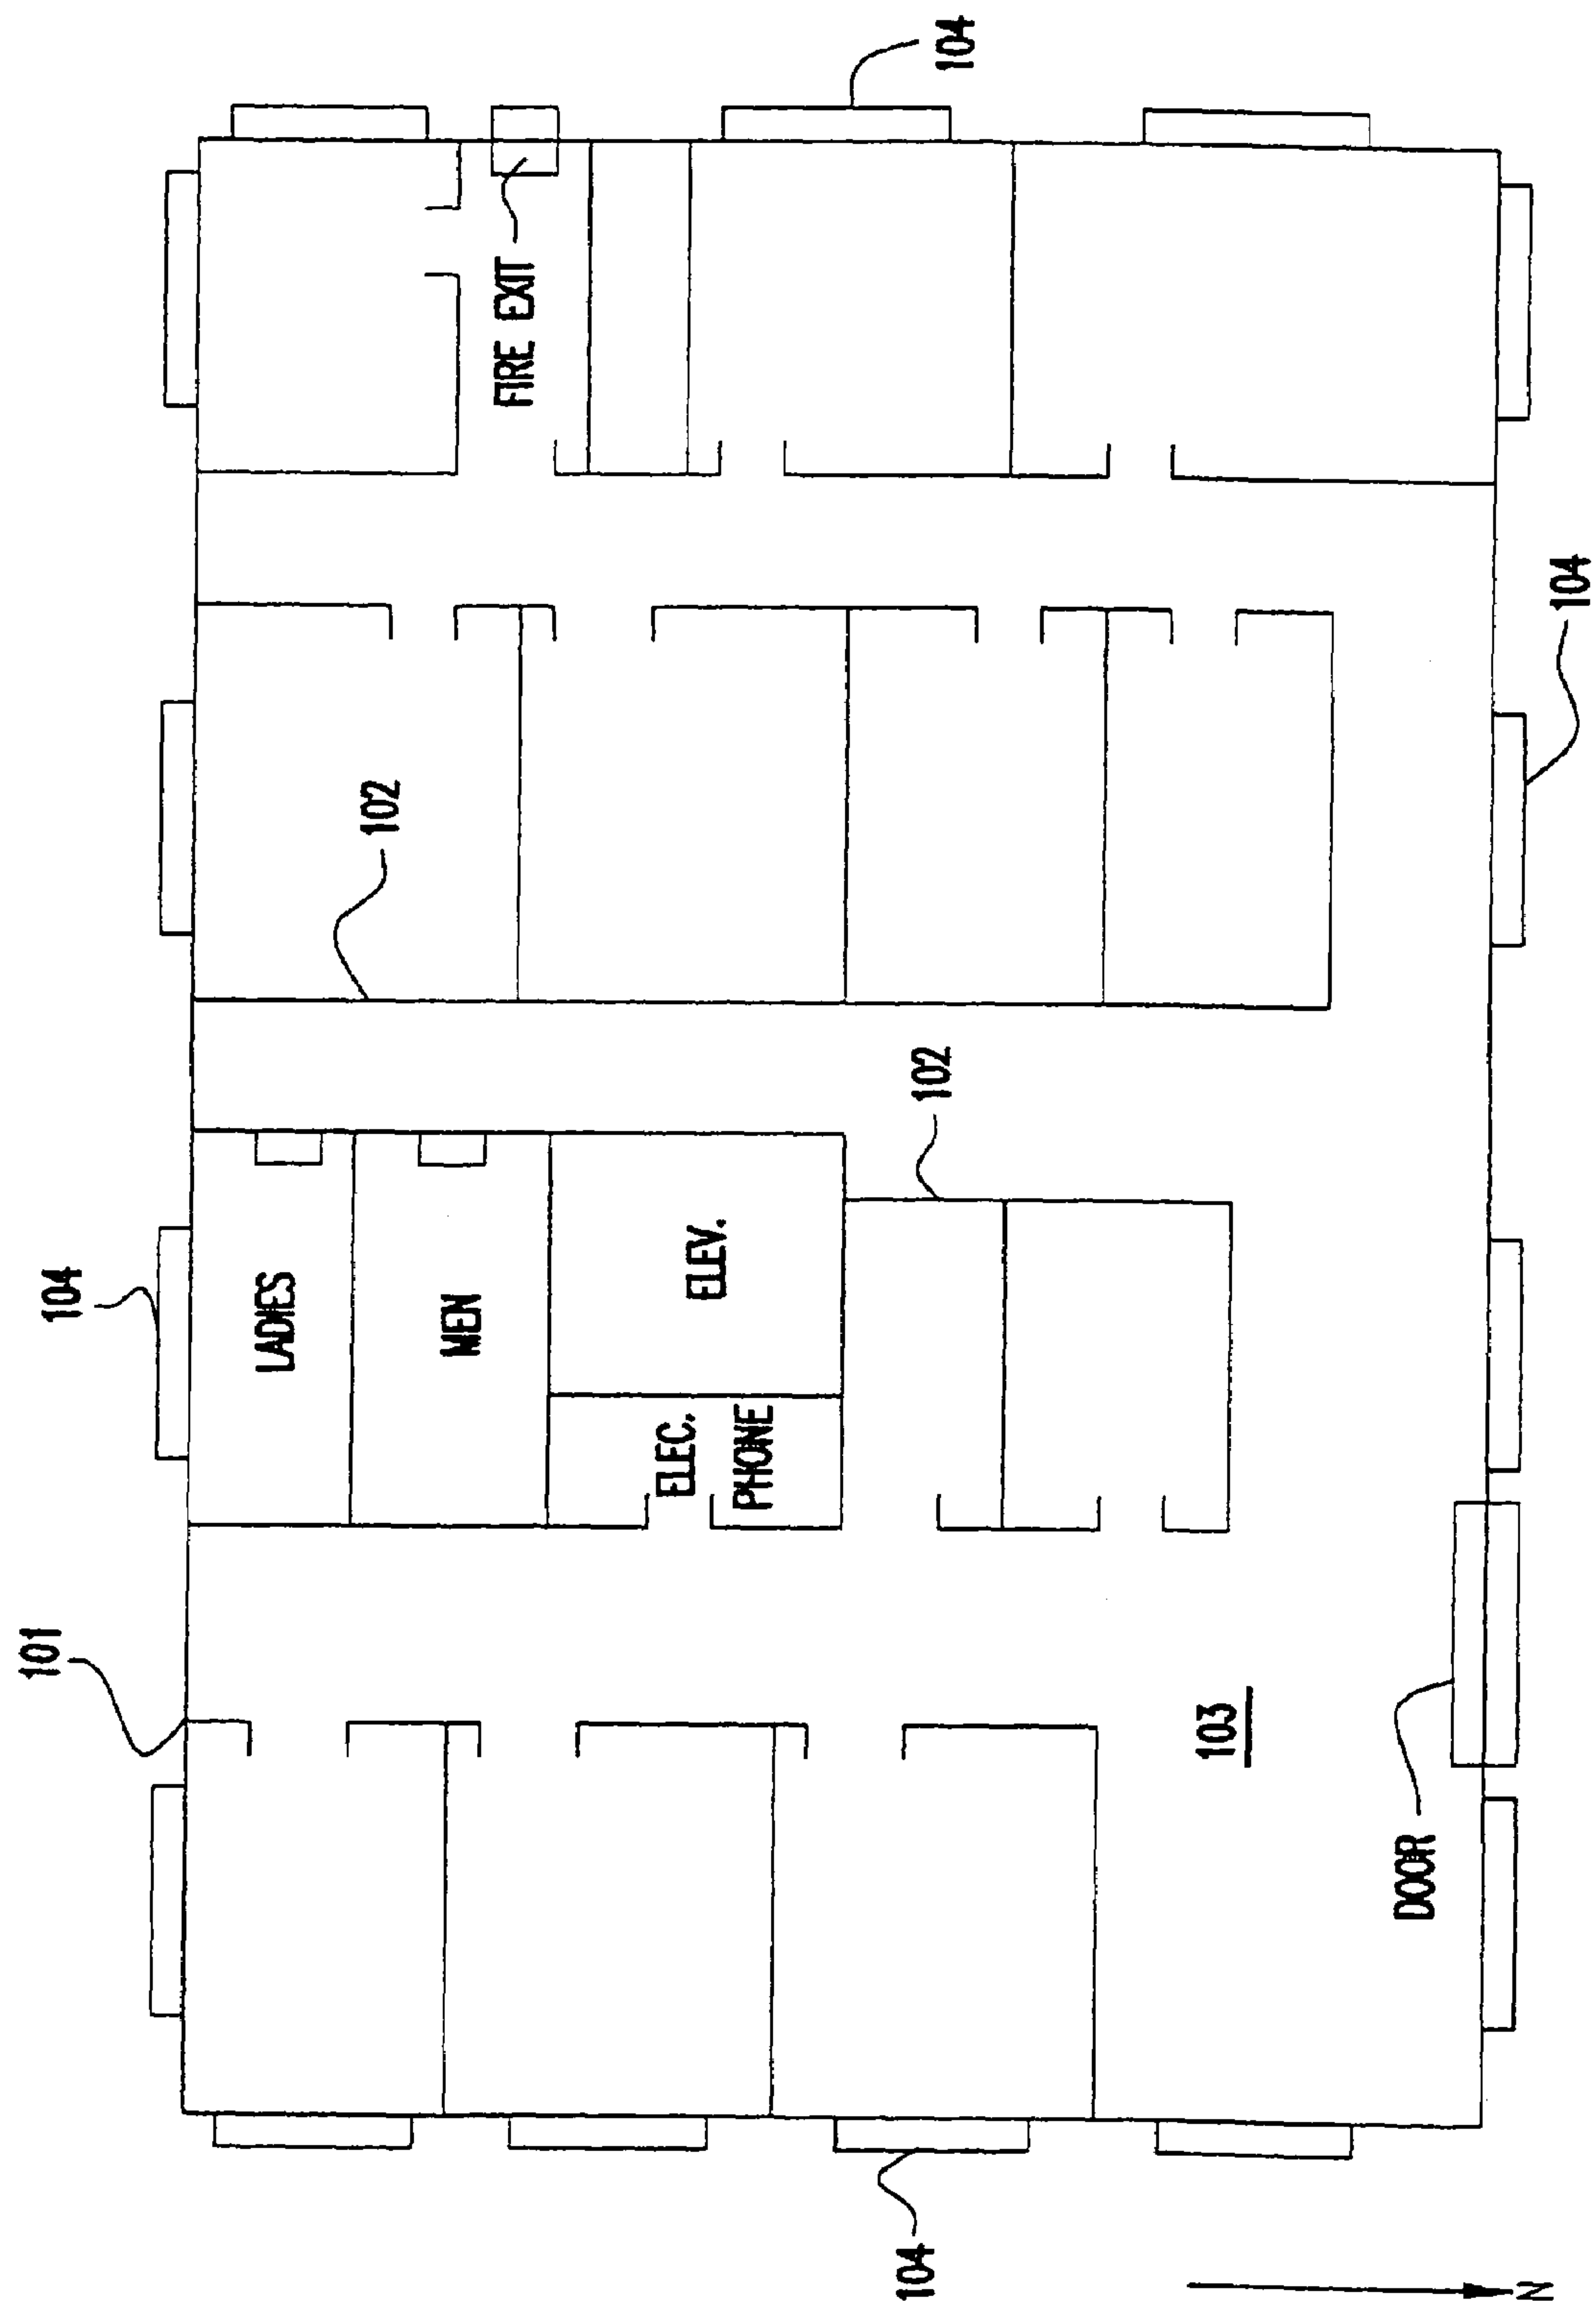 104
FIRE EXIT
104
102
102
104
LADIES
MEN
ELEV.
ELEC.
PHONE
101
103
DOOR
104
N